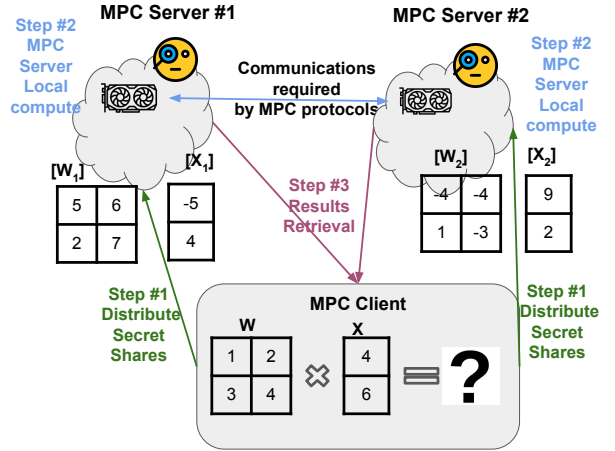 MPC Server #1
MPC Server #2
Step #2
MPC
Server
Local
compute
Communications
required
by MPC protocols
Step #2
MPC
Server
Local
compute
[W1]
[X1]
5 6
2 7
-5
4
[W2]
[X2]
-4 -4
1 -3
9
2
Step #3
Results
Retrieval
Step #1
Distribute
Secret
Shares
Step #1
Distribute
Secret
Shares
MPC Client
W
X
1 2
3 4
×
4
6
=
?